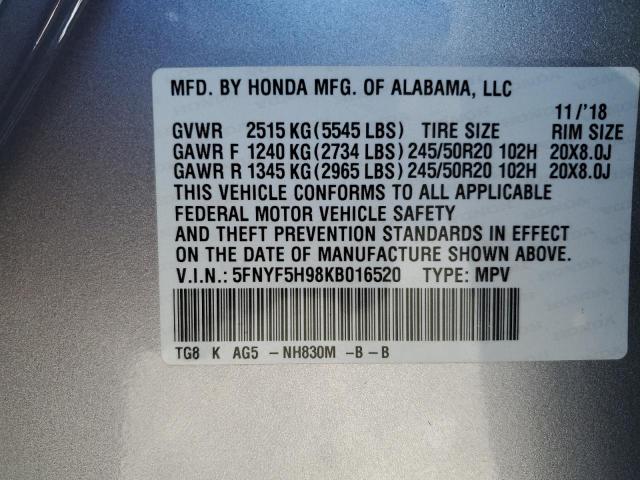 MFD. BY HONDA MFG. OF ALABAMA, LLC
11/'18
GVWR 2515 KG(5545 LBS) TIRE SIZE RIM SIZE
GAWR F 1240 KG(2734 LBS) 245/50R20 102H 20X8.0J
GAWR R 1345 KG(2965 LBS) 245/50R20 102H 20X8.0J
THIS VEHICLE CONFORMS TO ALL APPLICABLE
FEDERAL MOTOR VEHICLE SAFETY
AND THEFT PREVENTION STANDARDS IN EFFECT
ON THE DATE OF MANUFACTURE SHOWN ABOVE.
V.I.N.: 5FNYF5H98KB016520 TYPE: MPV
TG8 K AG5 -NH830M -B-B